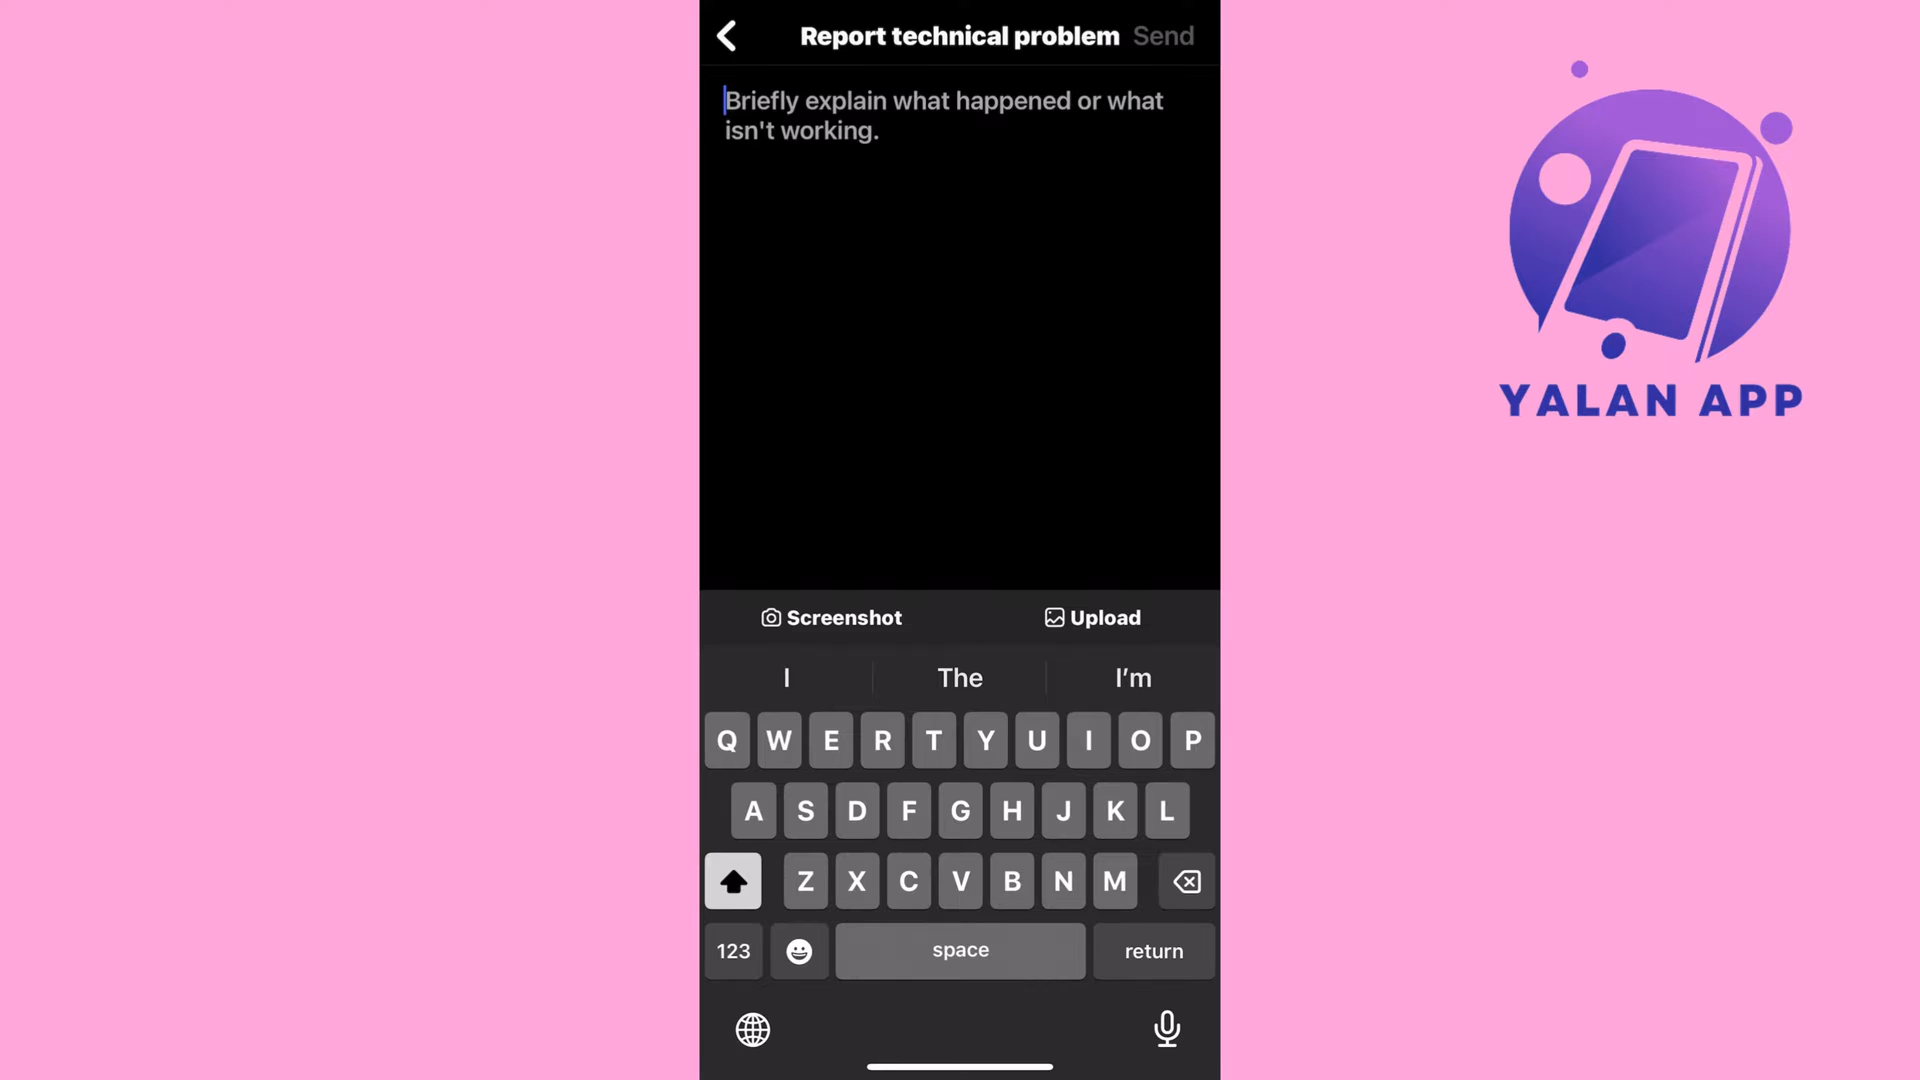 Report technical problem Send
Briefly explain what happened or what
isn't working.
YALAN APP
Screenshot Upload
I The I’m
Q W E R T Y U I O P
A S D F G H J K L
Z X C V B N M
123 space return